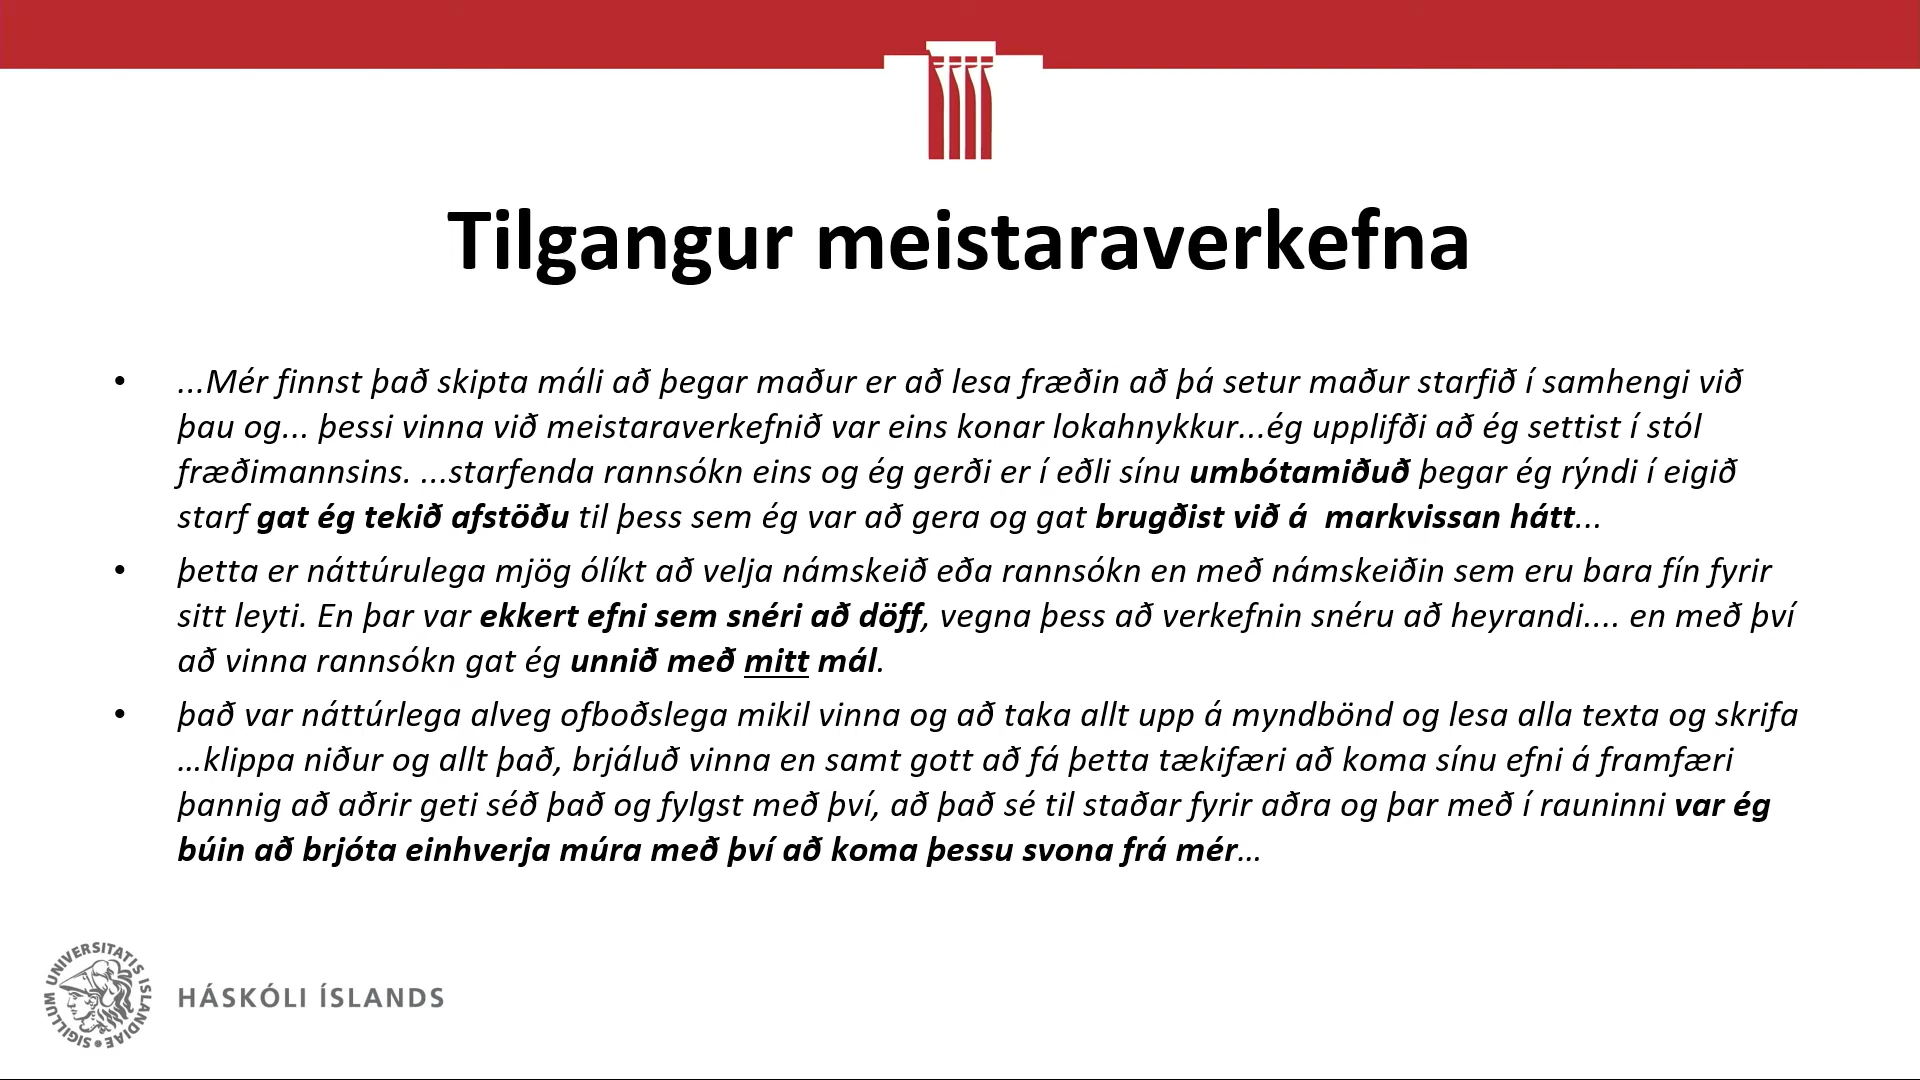 Tilgangur meistaraverkefna
• ...Mér finnst það skipta máli að þegar maður er að lesa fræðin að þá setur maður starfið í samhengi við
þau og... þessi vinna við meistaraverkefnið var eins konar lokahnykkur...ég upplifði að ég settist í stól
fræðimannsins. ...starfenda rannsókn eins og ég gerði er í eðli sínu umbótamiðuð þegar ég rýndi í eigið
starf gat ég tekið afstöðu til þess sem ég var að gera og gat brugðist við á markvissan hátt...
• þetta er náttúrulega mjög ólíkt að velja námskeið eða rannsókn en með námskeiðin sem eru bara fín fyrir
sitt leyti. En þar var ekkert efni sem snéri að döff, vegna þess að verkefnin snéru að heyrandi.... en með því
að vinna rannsókn gat ég unnið með mitt mál.
• það var náttúrlega alveg ofboðslega mikil vinna og að taka allt upp á myndbönd og lesa alla texta og skrifa
…klippa niður og allt það, brjáluð vinna en samt gott að fá þetta tækifæri að koma sínu efni á framfæri
þannig að aðrir geti séð það og fylgst með því, að það sé til staðar fyrir aðra og þar með í rauninni var ég
búin að brjóta einhverja múra með því að koma þessu svona frá mér…
SIGILLUM UNIVERSITATIS ISLANDIAE
HÁSKÓLI ÍSLANDS